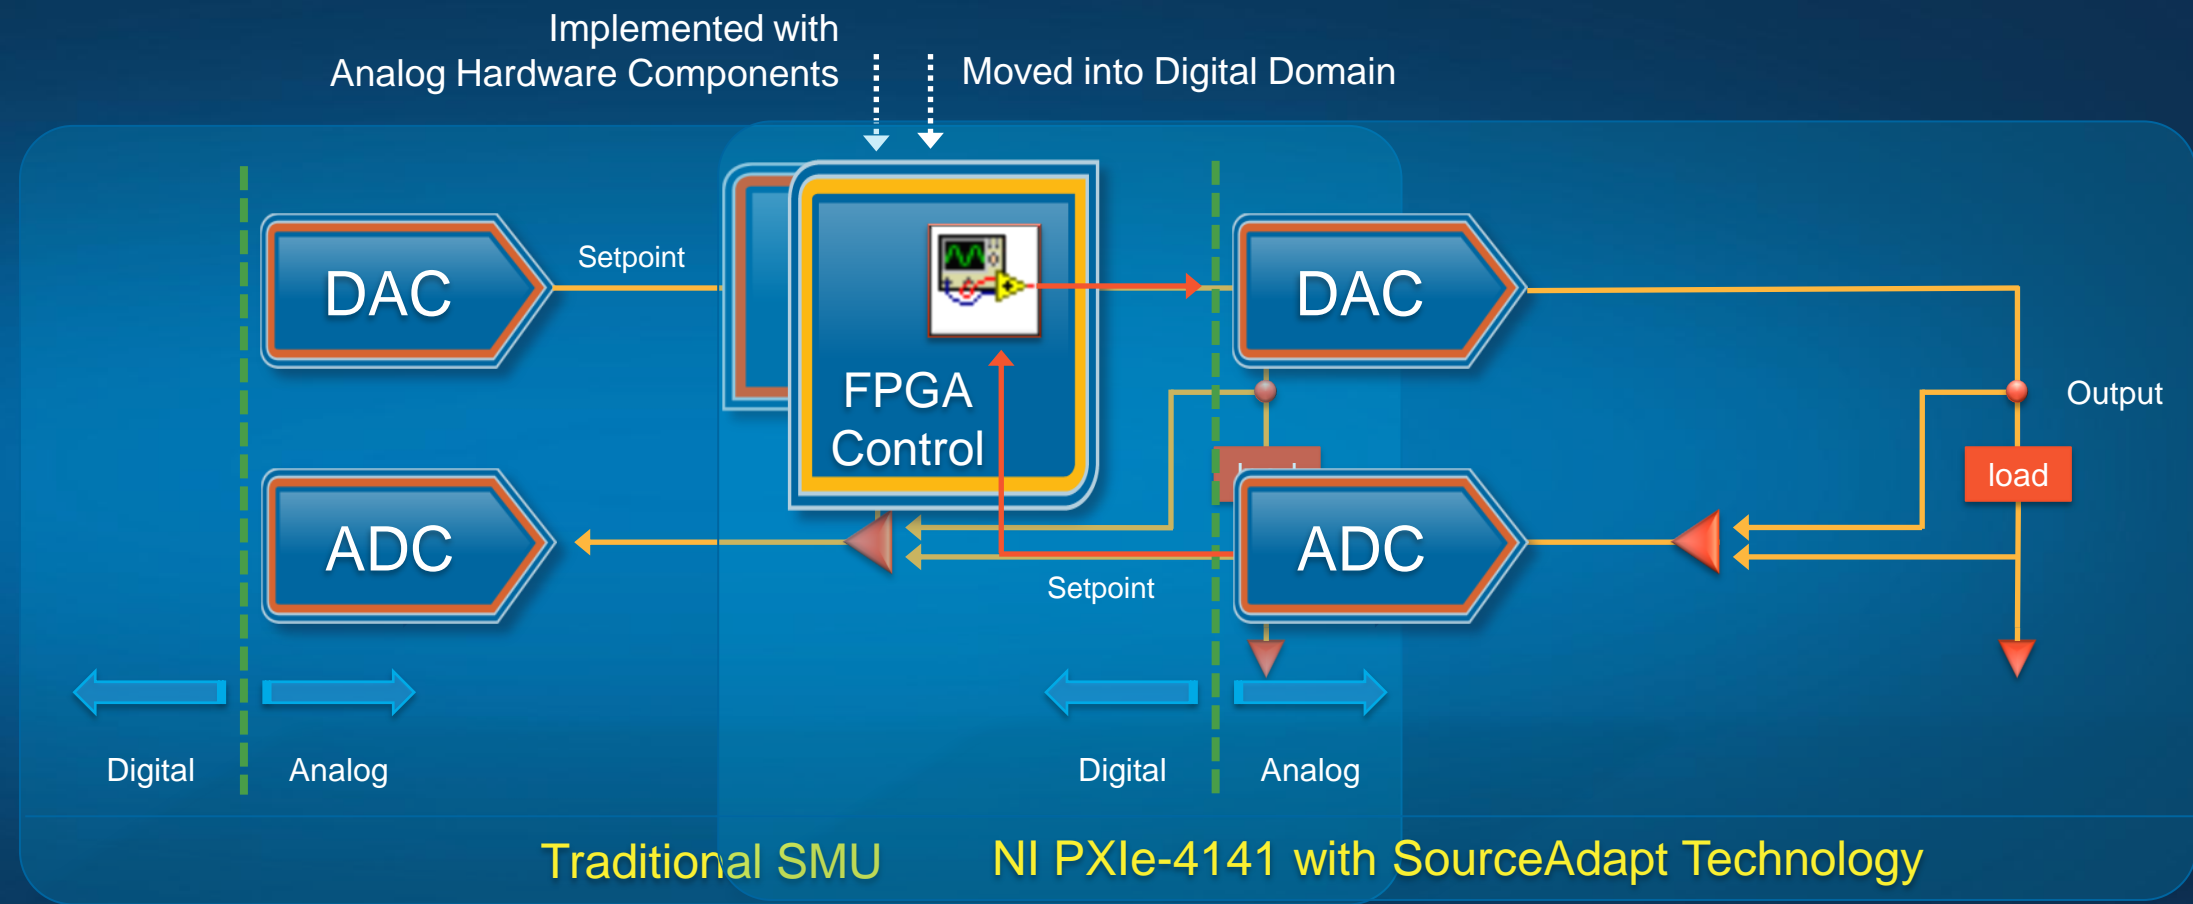 Implemented with
Analog Hardware Components
Moved into Digital Domain
DAC
Setpoint
DAC
FPGA
Control
Output
load
ADC
ADC
Setpoint
Digital
Analog
Digital
Analog
Traditional SMU
NI PXIe-4141 with SourceAdapt Technology